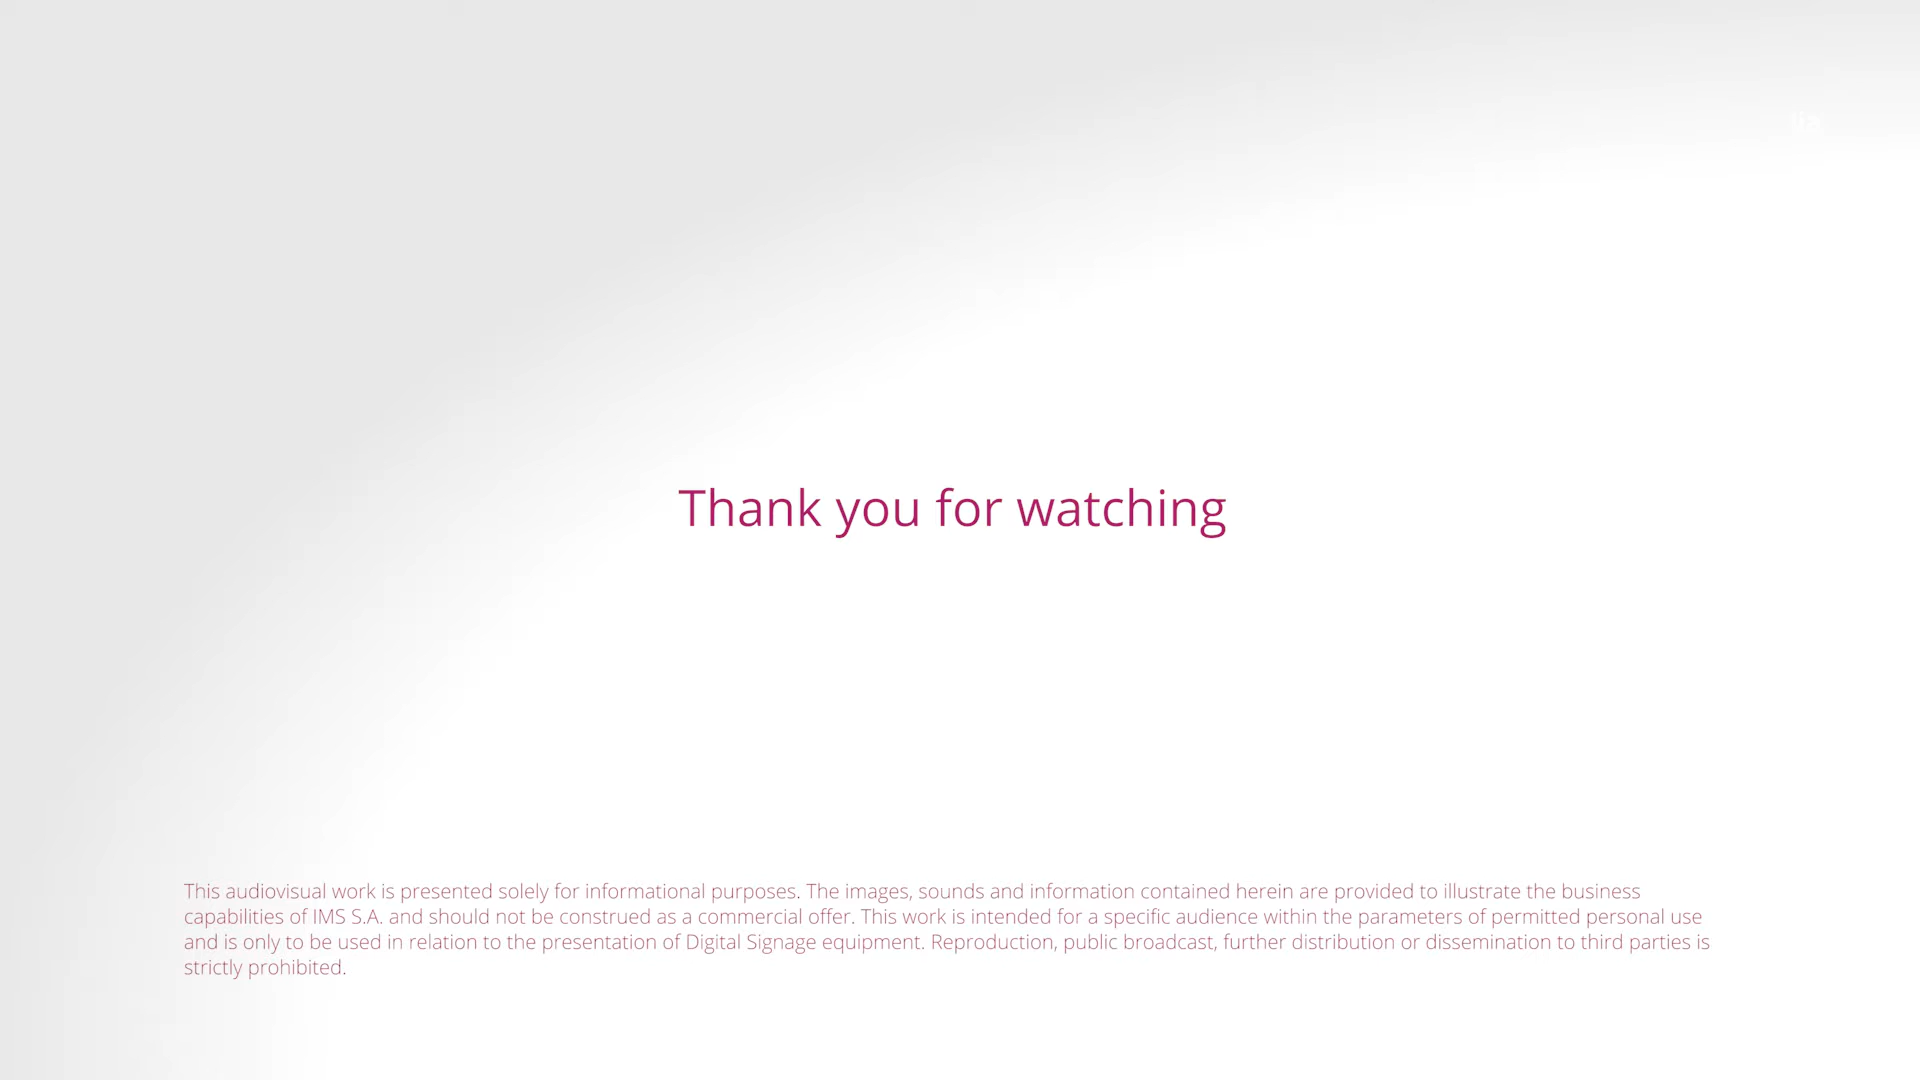 Thank you for watching
This audiovisual work is presented solely for informational purposes. The images, sounds and information contained herein are provided to illustrate the business
capabilities of IMS S.A. and should not be construed as a commercial offer. This work is intended for a specific audience within the parameters of permitted personal use
and is only to be used in relation to the presentation of Digital Signage equipment. Reproduction, public broadcast, further distribution or dissemination to third parties is
strictly prohibited.